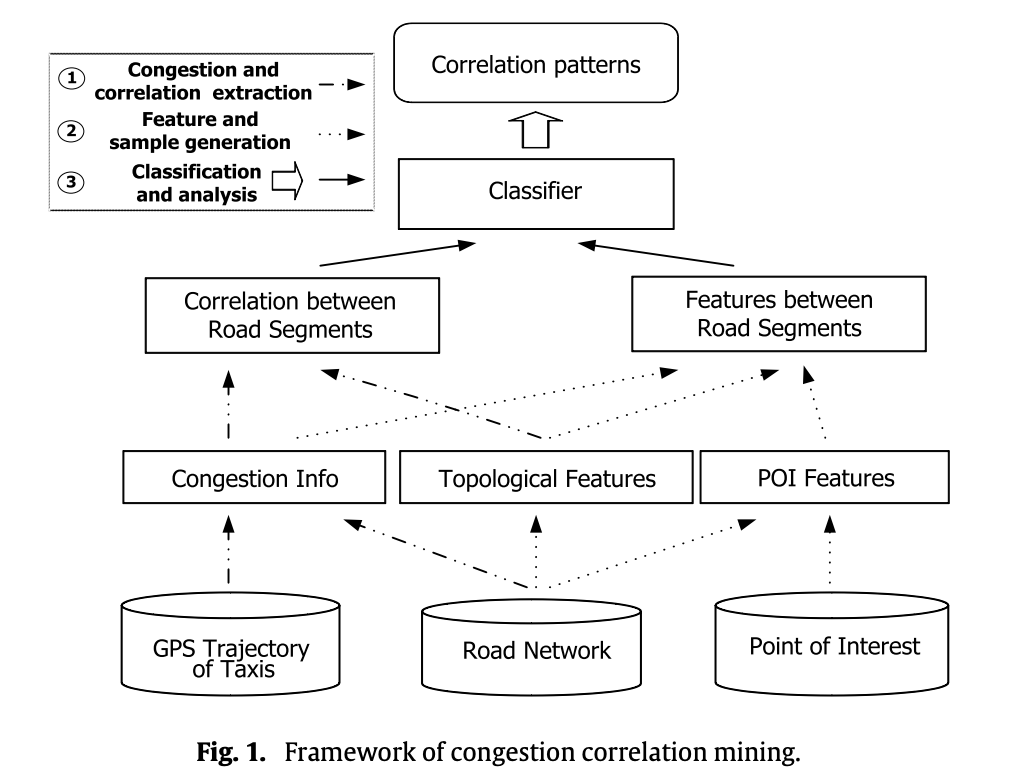 Correlation patterns
1 Congestion and
correlation extraction
2 Feature and
sample generation
3 Classification
and analysis
Classifier
Correlation between
Road Segments
Features between
Road Segments
Congestion Info
Topological Features
POI Features
GPS Trajectory
of Taxis
Road Network
Point of Interest
Fig. 1. Framework of congestion correlation mining.